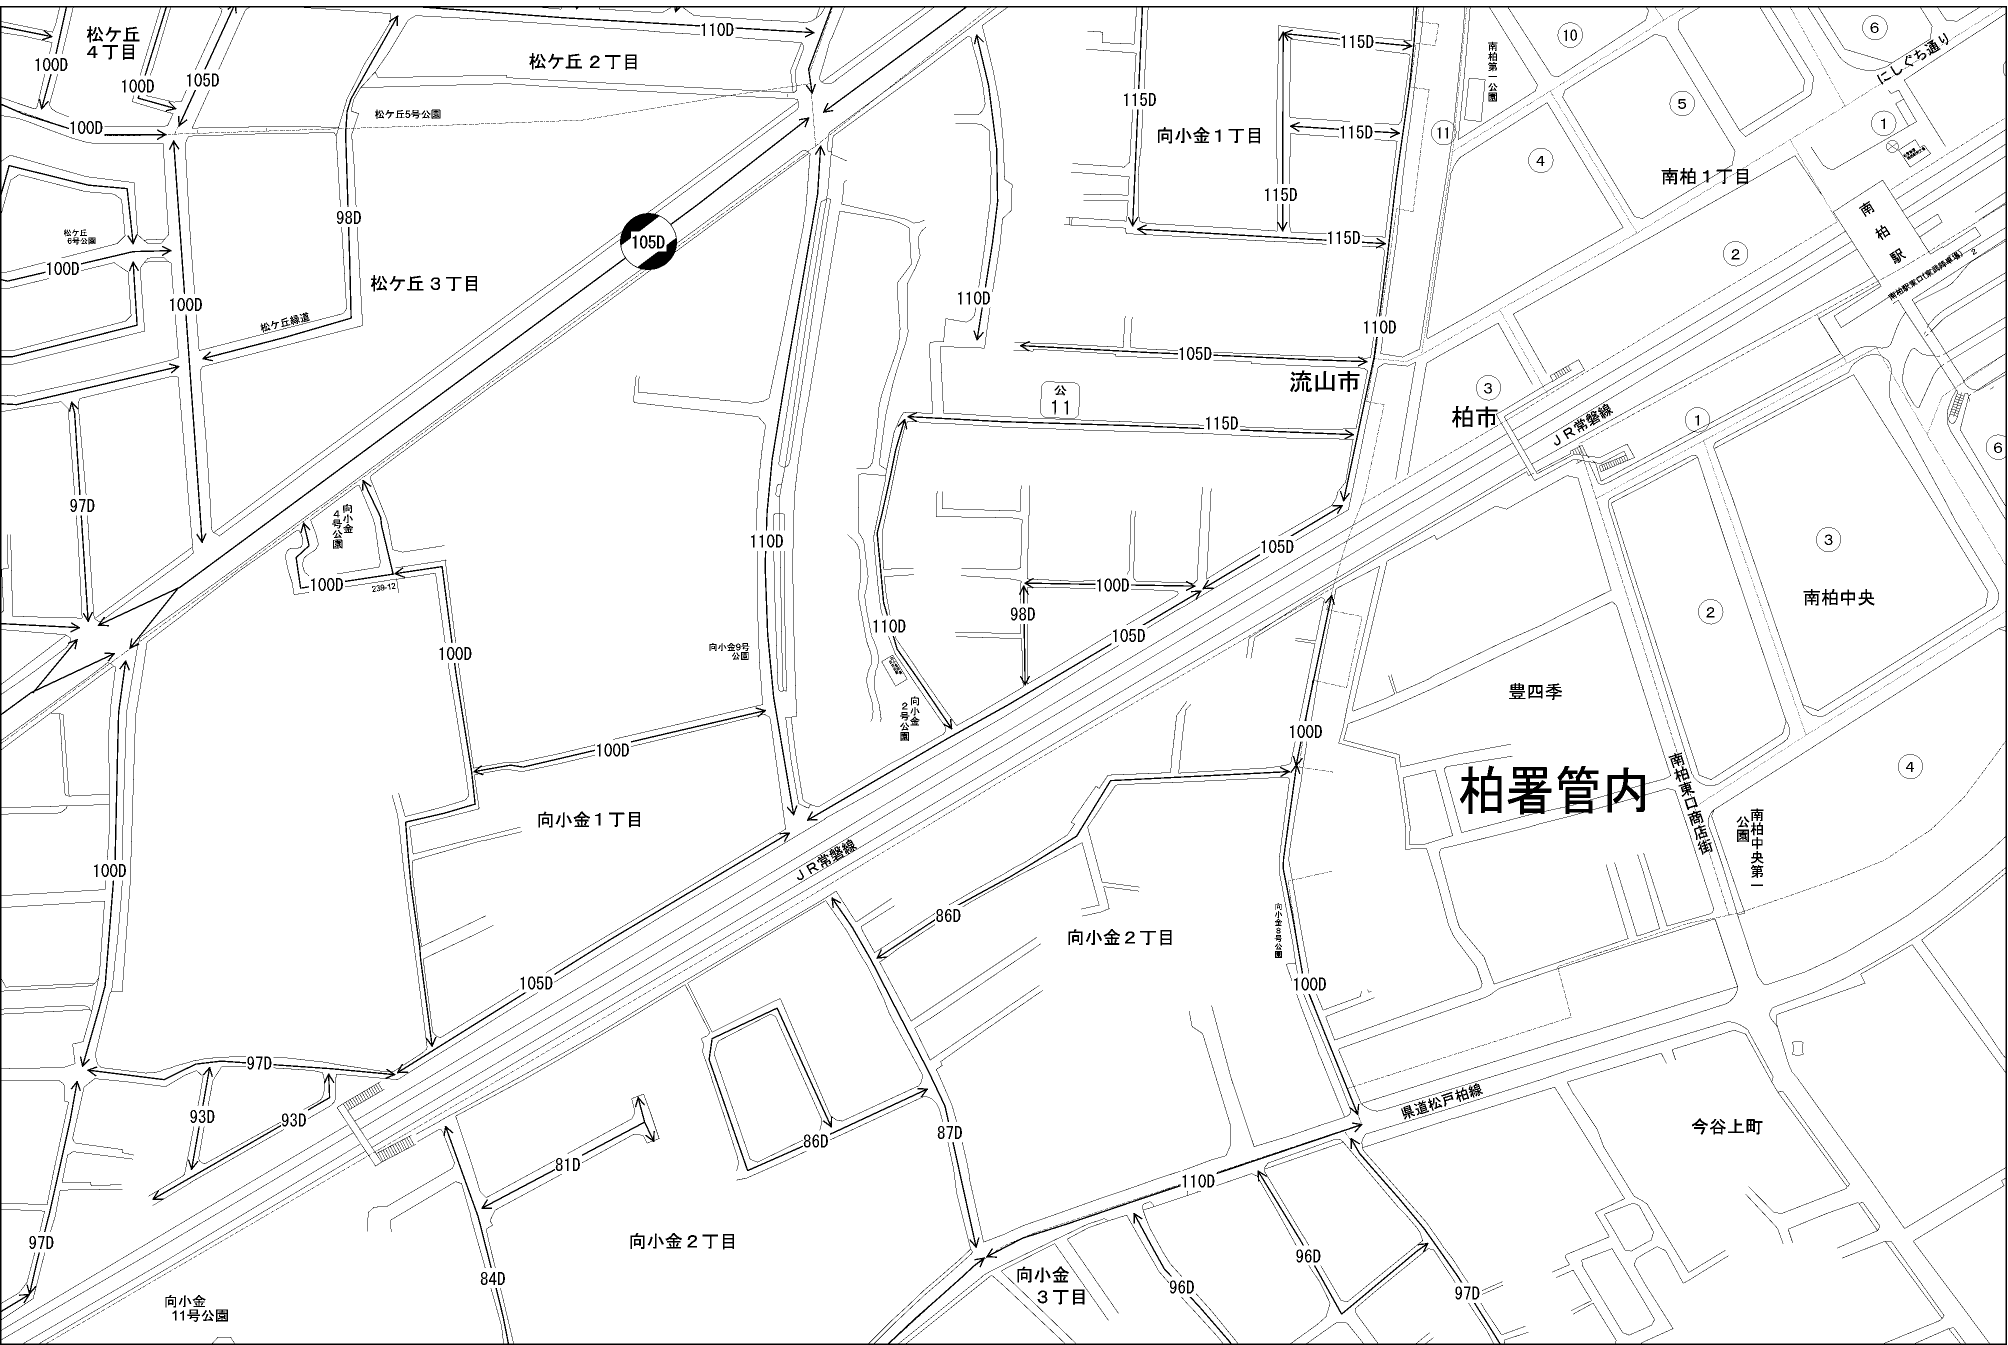 松ケ丘
4丁目
100D
100D
105D
110D
松ケ丘2丁目
115D
115D
南柏第一公園
10
6
にしぐち通り
100D
松ケ丘5号公園
115D
向小金1丁目
115D
11
5
1
4
115D
南柏1丁目
98D
松ケ丘
6号公園
105D
115D
南柏駅
2
100D
松ケ丘3丁目
100D
110D
110D
南柏駅東口(東武時車場)
2
松ケ丘緑道
105D
流山市
公
11
115D
3
柏市
JR常磐線
1
6
97D
向小金
4号公園
110D
105D
3
100D
239-12
100D
98D
南柏中央
2
100D
110D
105D
向小金9号
公園
豊四季
向小金
2号公園
100D
100D
柏署管内
4
南柏東口商店街
南柏中央第一
公園
向小金1丁目
100D
JR常磐線
86D
向小金2丁目
向小金8号公園
105D
100D
97D
93D
93D
86D
87D
81D
県道松戸柏線
今谷上町
110D
97D
向小金2丁目
84D
向小金
3丁目
96D
96D
97D
向小金
11号公園